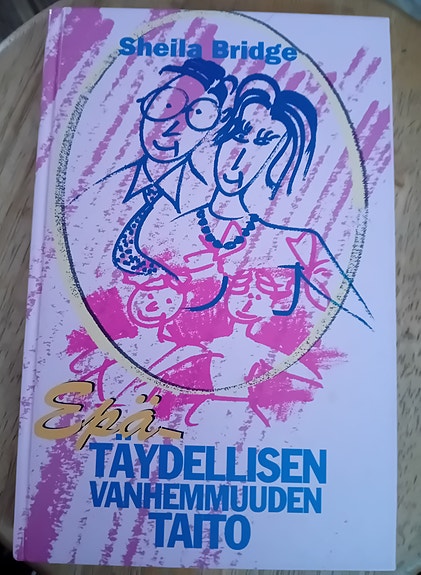 Sheila Bridge
Epä-
TÄYDELLISEN
VANHEMMUUDEN
TAITO